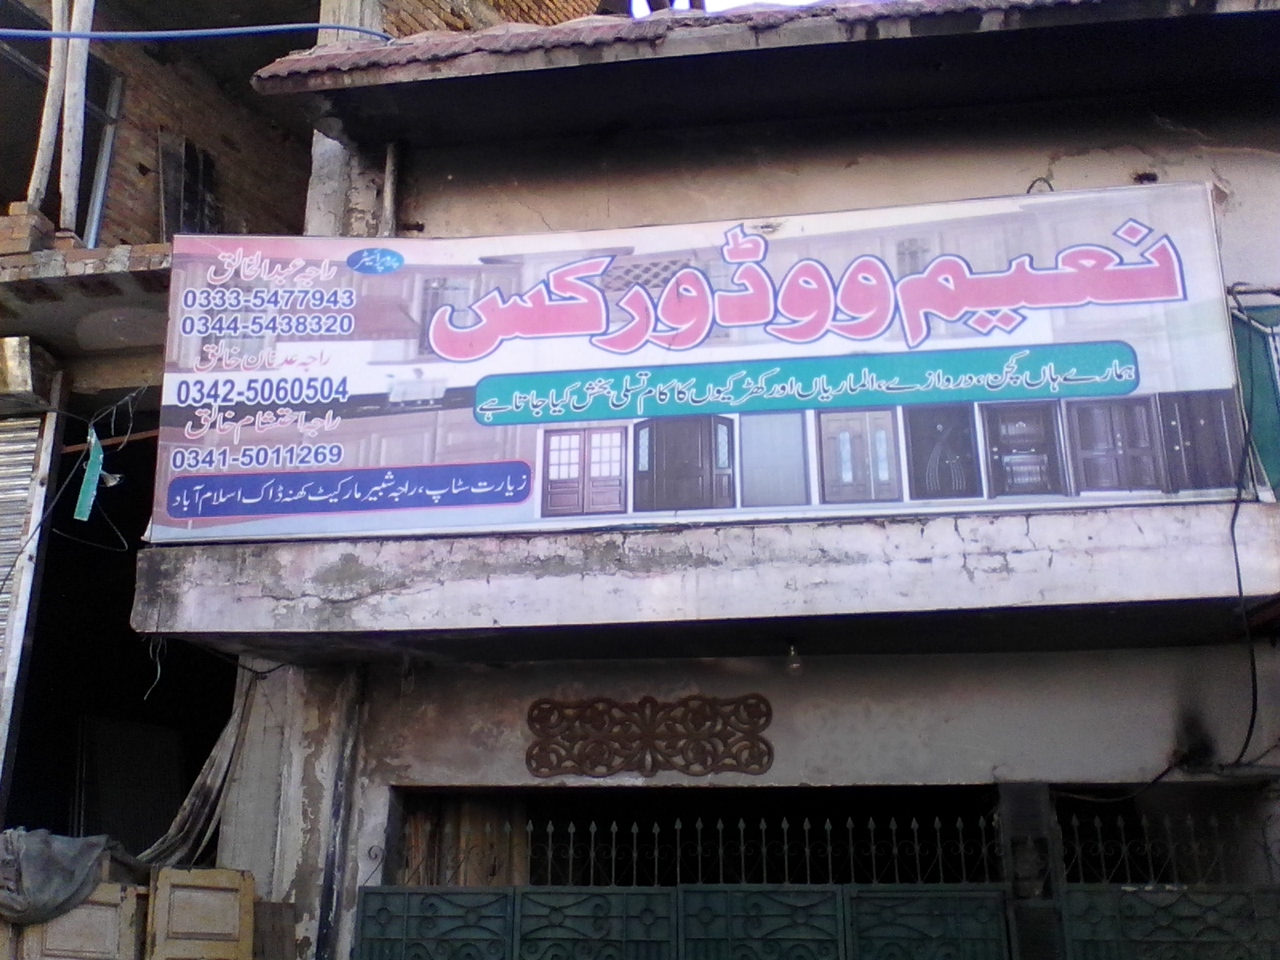 نعیم ووڈ ورکس
ہمارے ہاں کچن، دروازے، الماریاں اور کھڑکیوں کا کام تسلی بخش کیا جاتا ہے
پروپرائیٹر
راجہ عبدالخالق
0333-5477943
0344-5438320
راجہ عدنان خالق
0342-5060504
راجہ احتشام خالق
0341-5011269
زیارت سٹاپ، راجہ شبیر مارکیٹ کھنہ ڈاک اسلام آباد